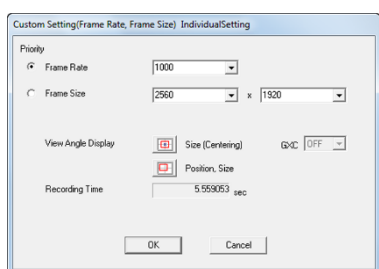 Custom Setting(Frame Rate, Frame Size)  IndividualSetting
Priority
Frame Rate 1000
Frame Size 2560 x 1920
View Angle Display Size (Centering) GXC OFF
Position, Size
Recording Time 5.559053 sec
OK Cancel